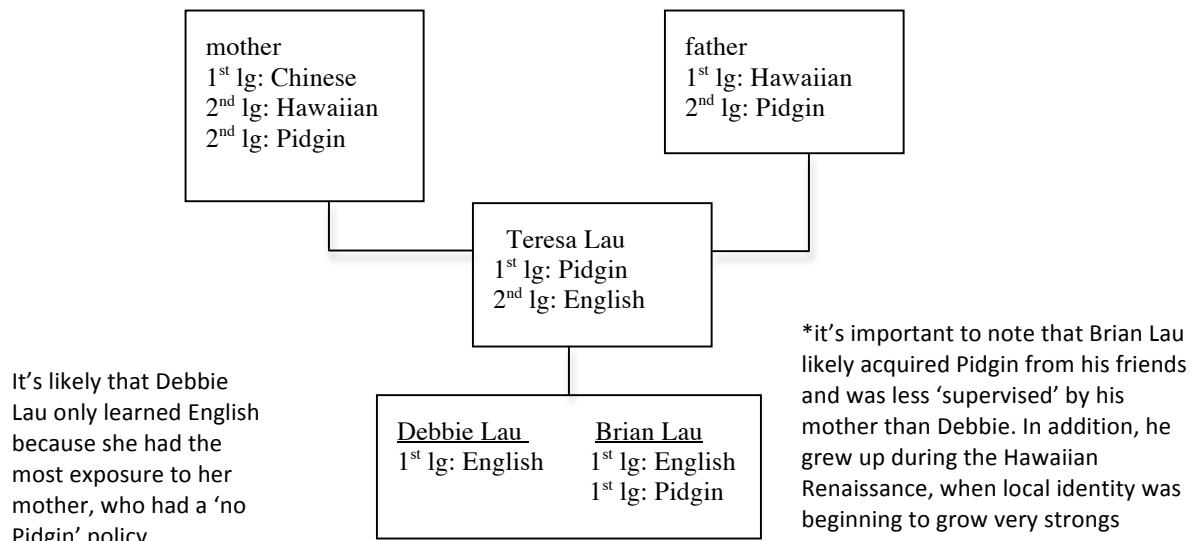 mother
1st lg: Chinese
2nd lg: Hawaiian
2nd lg: Pidgin
father
1st lg: Hawaiian
2nd lg: Pidgin
Teresa Lau
1st lg: Pidgin
2nd lg: English
It’s likely that Debbie
Lau only learned English
because she had the
most exposure to her
mother, who had a ‘no
Pidgin’ policy
Debbie Lau
1st lg: English
Brian Lau
1st lg: English
1st lg: Pidgin
*it’s important to note that Brian Lau
likely acquired Pidgin from his friends
and was less ‘supervised’ by his
mother than Debbie. In addition, he
grew up during the Hawaiian
Renaissance, when local identity was
beginning to grow very strongs